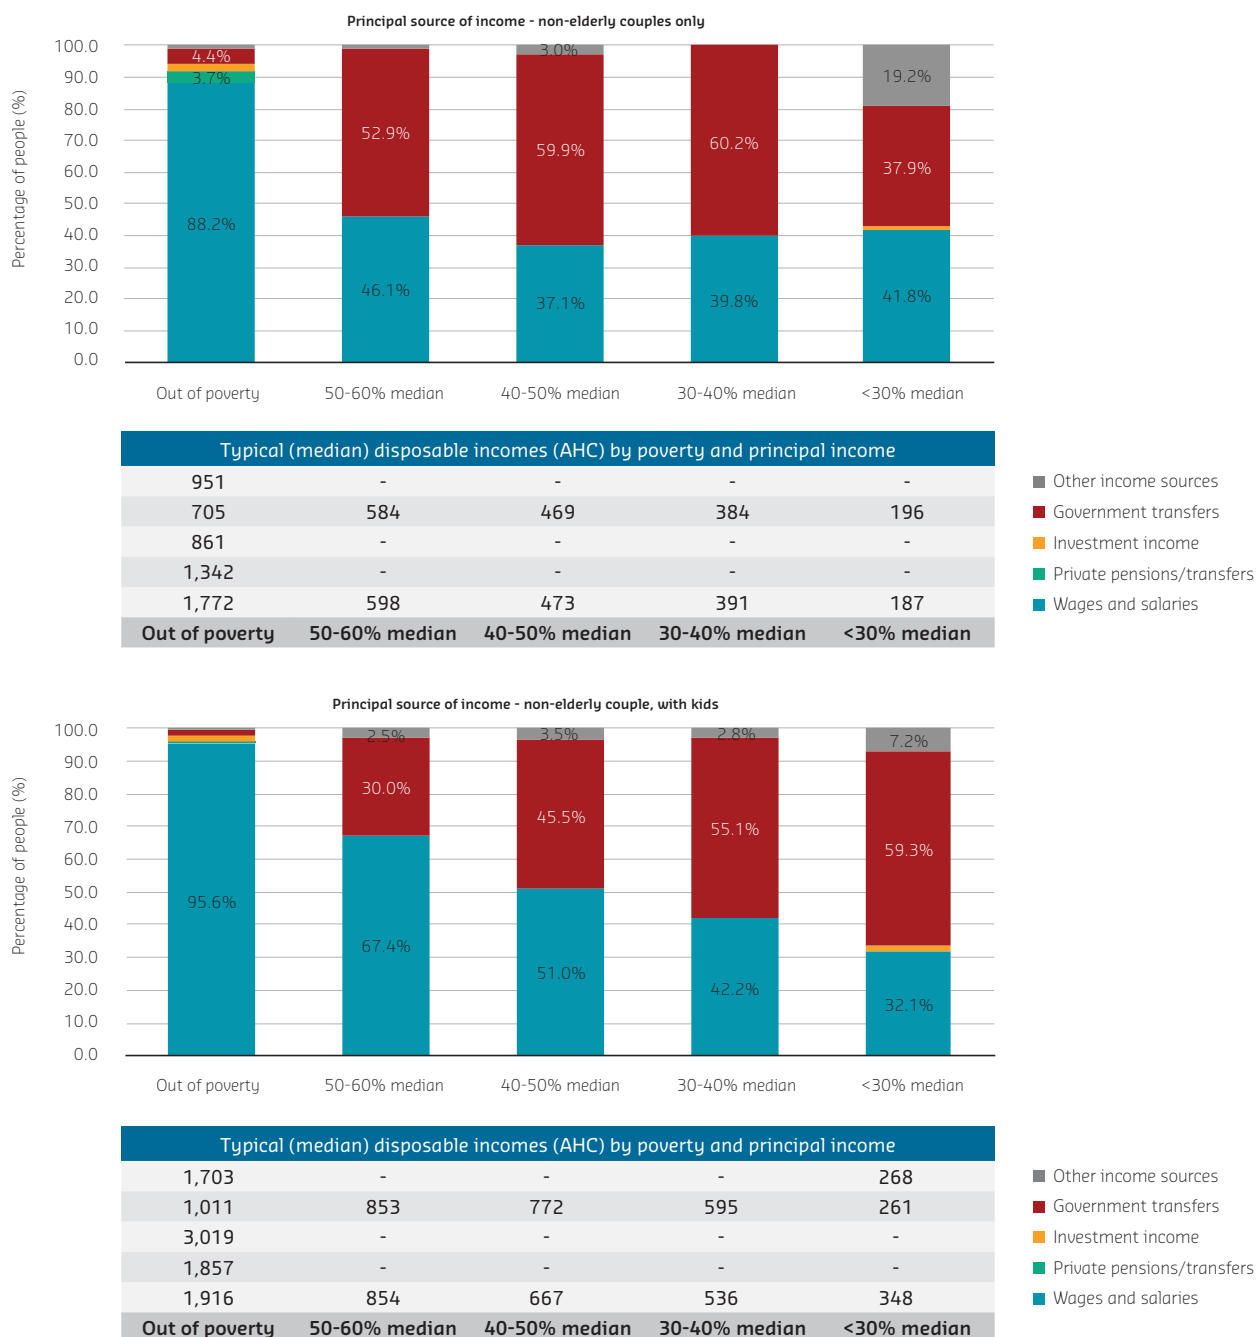 Principal source of income - non-elderly couples only
Percentage of people (%)
100.0
90.0
80.0
70.0
60.0
50.0
40.0
30.0
20.0
10.0
0.0
4.4%
3.7%
88.2%
52.9%
46.1%
3.0%
59.9%
37.1%
60.2%
39.8%
19.2%
37.9%
41.8%
Out of poverty 50-60% median 40-50% median 30-40% median <30% median
Typical (median) disposable incomes (AHC) by poverty and principal income
951 - - - - Other income sources
705 584 469 384 196 Government transfers
861 - - - - Investment income
1,342 - - - - Private pensions/transfers
1,772 598 473 391 187 Wages and salaries
Out of poverty 50-60% median 40-50% median 30-40% median <30% median
Principal source of income - non-elderly couple, with kids
Percentage of people (%)
100.0
90.0
80.0
70.0
60.0
50.0
40.0
30.0
20.0
10.0
0.0
95.6%
2.5%
30.0%
67.4%
3.5%
45.5%
51.0%
2.8%
55.1%
42.2%
7.2%
59.3%
32.1%
Out of poverty 50-60% median 40-50% median 30-40% median <30% median
Typical (median) disposable incomes (AHC) by poverty and principal income
1,703 - - - 268 Other income sources
1,011 853 772 595 261 Government transfers
3,019 - - - - Investment income
1,857 - - - - Private pensions/transfers
1,916 854 667 536 348 Wages and salaries
Out of poverty 50-60% median 40-50% median 30-40% median <30% median